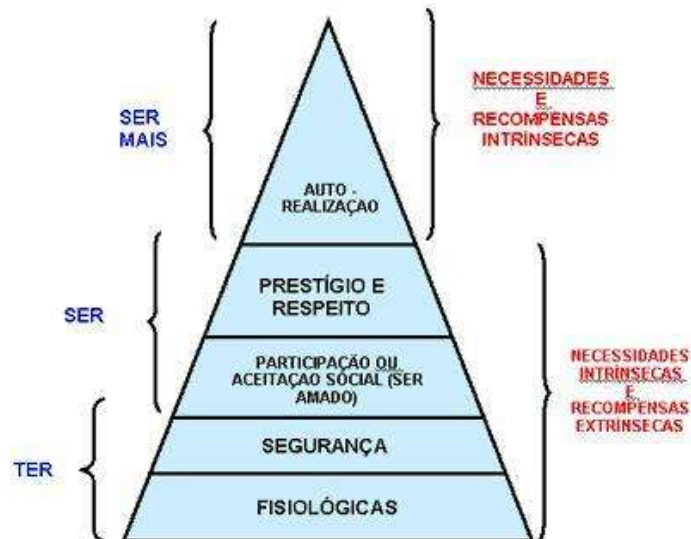 SER
MAIS
NECESSIDADES
E
RECOMPENSAS
INTRÍNSECAS
AUTO -
REALIZAÇAO
SER
PRESTÍGIO E
RESPEITO
PARTICIPAÇÃO OU
ACEITAÇAO SOCIAL (SER
AMADO)
NECESSIDADES
INTRÍNSECAS
E
RECOMPENSAS
EXTRÍNSECAS
TER
SEGURANÇA
FISIOLÓGICAS